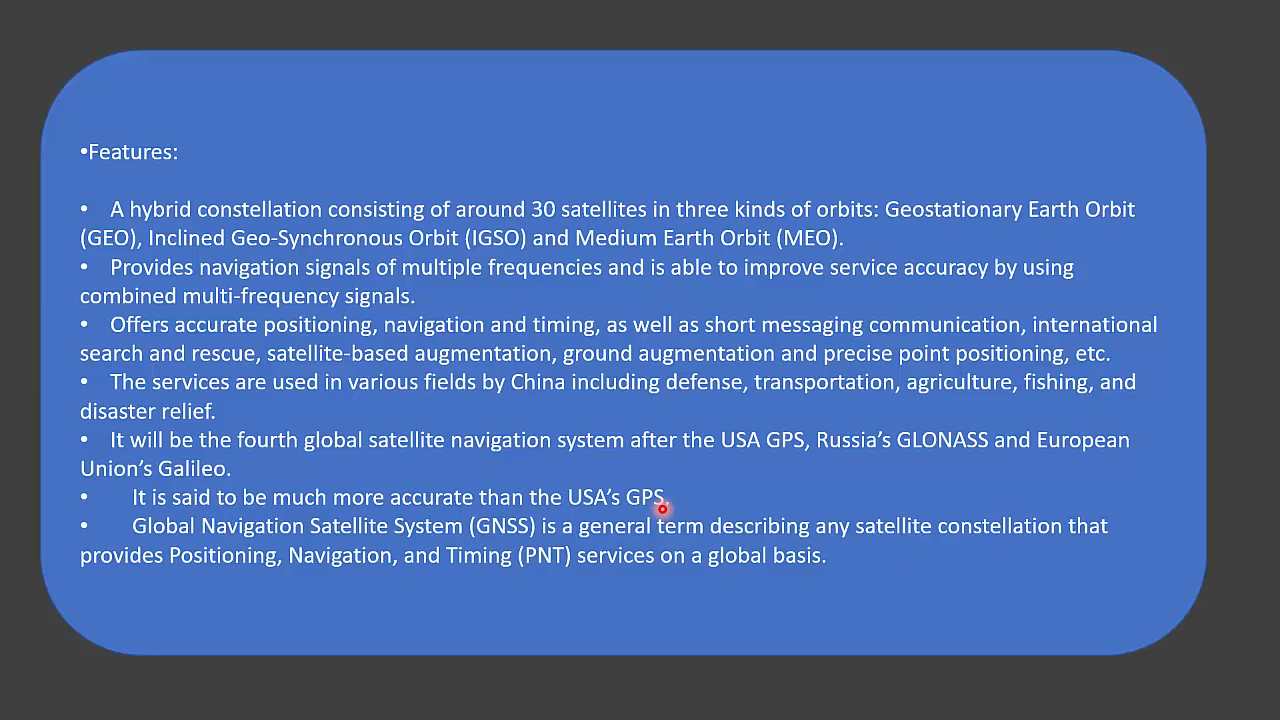 •Features:
• A hybrid constellation consisting of around 30 satellites in three kinds of orbits: Geostationary Earth Orbit
(GEO), Inclined Geo-Synchronous Orbit (IGSO) and Medium Earth Orbit (MEO).
• Provides navigation signals of multiple frequencies and is able to improve service accuracy by using
combined multi-frequency signals.
• Offers accurate positioning, navigation and timing, as well as short messaging communication, international
search and rescue, satellite-based augmentation, ground augmentation and precise point positioning, etc.
• The services are used in various fields by China including defense, transportation, agriculture, fishing, and
disaster relief.
• It will be the fourth global satellite navigation system after the USA GPS, Russia’s GLONASS and European
Union’s Galileo.
• It is said to be much more accurate than the USA’s GPS.
• Global Navigation Satellite System (GNSS) is a general term describing any satellite constellation that
provides Positioning, Navigation, and Timing (PNT) services on a global basis.